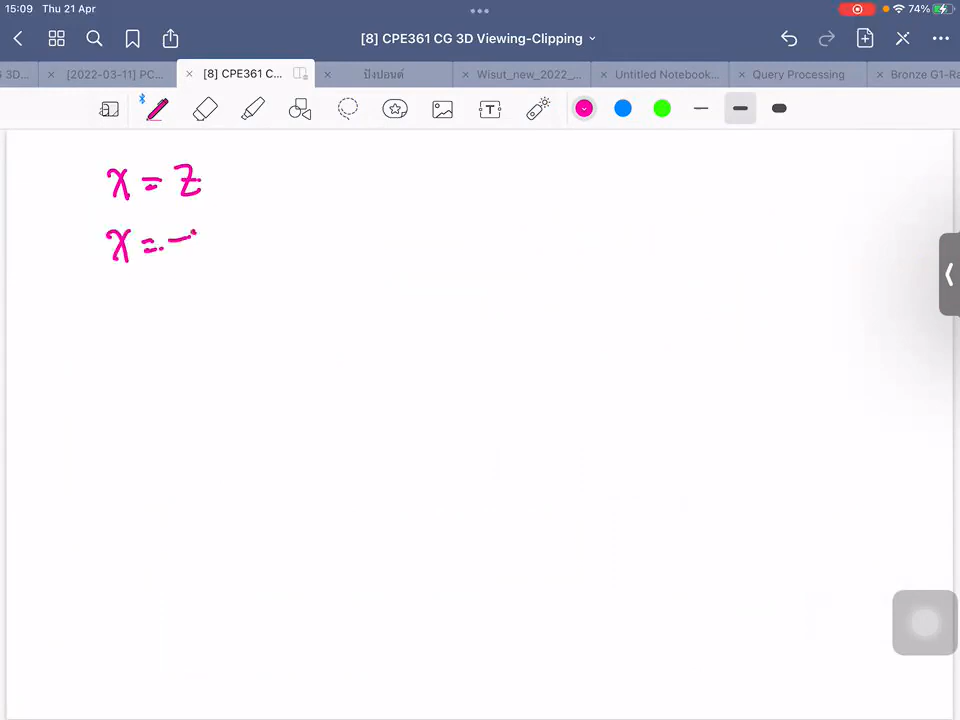 15:09 Thu 21 Apr 74%
[8] CPE361 CG 3D Viewing-Clipping
3D... [2022-03-11] PC... [8] CPE361 C... ปิงปอนด์ Wisut_new_2022_... Untitled Notebook... Query Processing Bronze G1-Ra
T
x = z
x = -